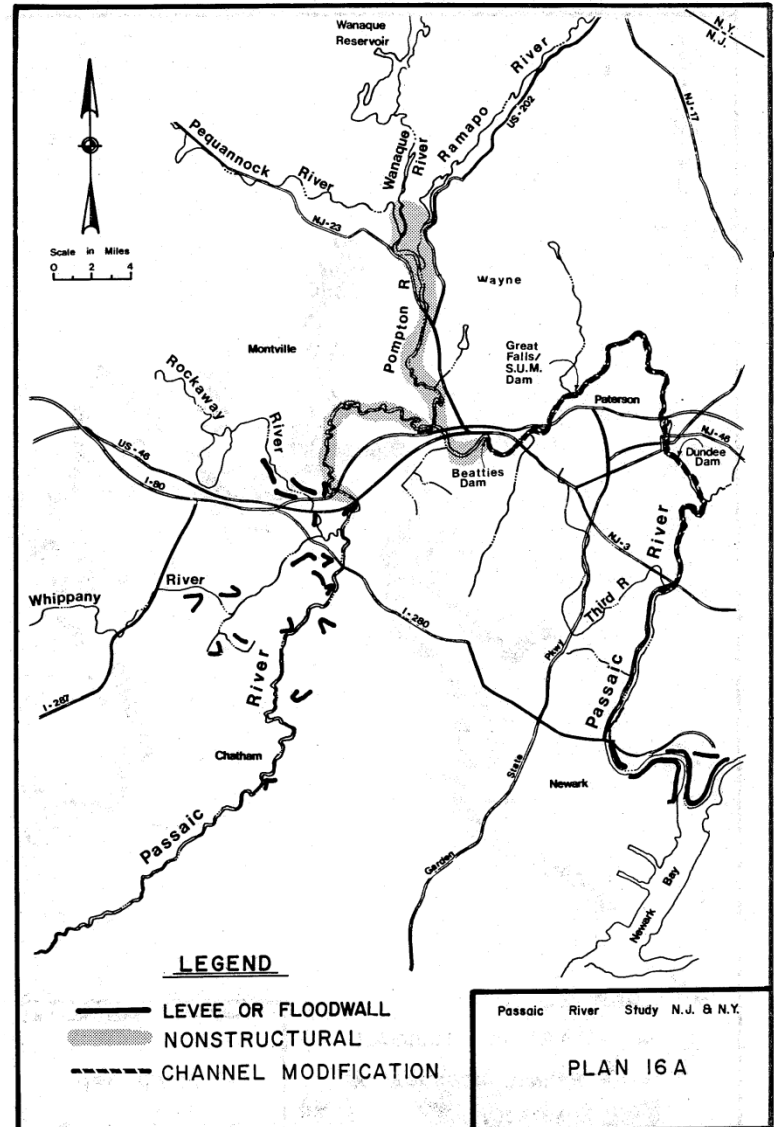 N.Y.
N.J.
Wanaque
Reservoir
Ramapo River
US-202
NJ-17
Pequannock River
Wanaque River
NJ-23
Scale in Miles
0 2 4
Pompton R
Wayne
Montville
Great
Falls/
S.U.M.
Dam
Rockaway River
Paterson
US-46
NJ-46
I-80
Dundee
Dam
Beatties
Dam
NJ-3
Whippany River
Third R
I-280
I-287
Passaic River
Chatham
Newark
Garden State Pkwy
Passaic River
Newark Bay
LEGEND
LEVEE OR FLOODWALL
NONSTRUCTURAL
CHANNEL MODIFICATION
Passaic River Study N.J. & N.Y.
PLAN 16A